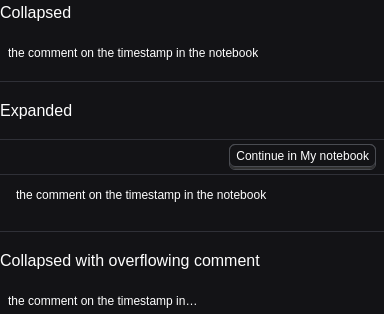 Collapsed
the comment on the timestamp in the notebook
Expanded
Continue in My notebook
the comment on the timestamp in the notebook
Collapsed with overflowing comment
the comment on the timestamp in…